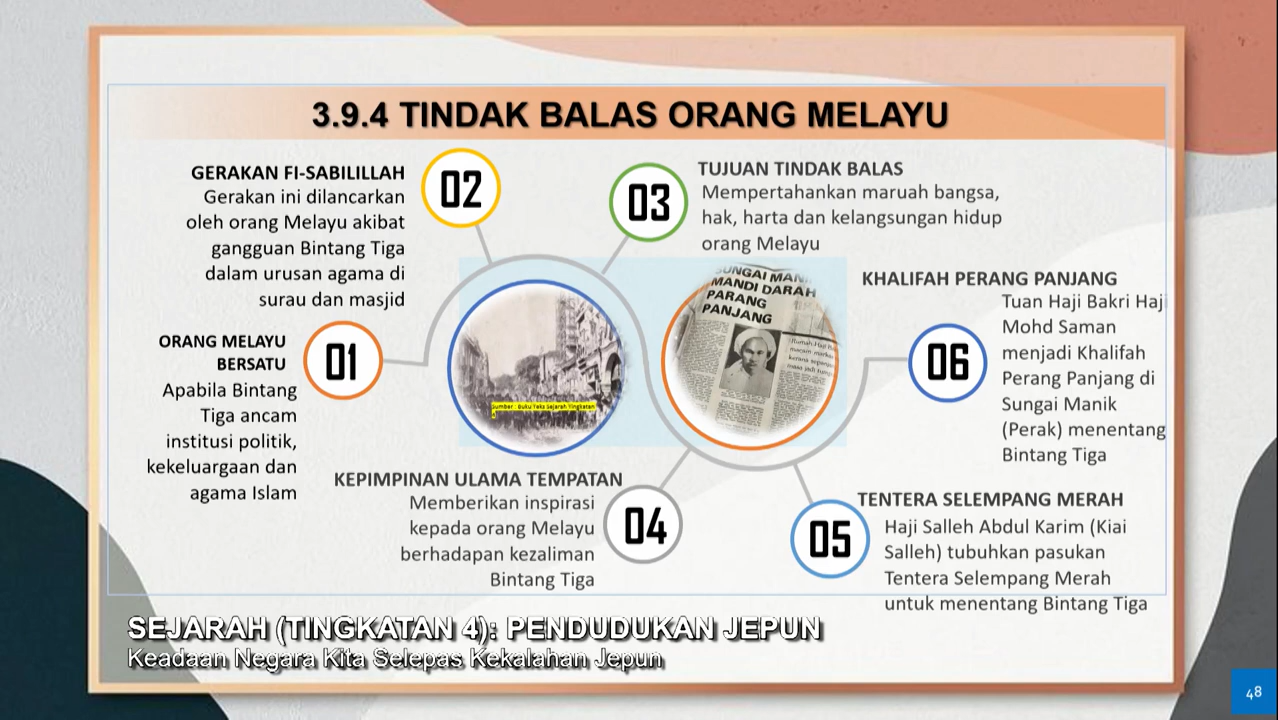 3.9.4 TINDAK BALAS ORANG MELAYU
ORANG MELAYU
BERSATU
01
Apabila Bintang
Tiga ancam
institusi politik,
kekeluargaan dan
agama Islam
GERAKAN FI-SABILILLAH
02
Gerakan ini dilancarkan
oleh orang Melayu akibat
gangguan Bintang Tiga
dalam urusan agama di
surau dan masjid
03
TUJUAN TINDAK BALAS
Mempertahankan maruah bangsa,
hak, harta dan kelangsungan hidup
orang Melayu
Sumber : Buku Teks Sejarah Tingkatan
SUNGAI MAN
MANDI DARAH
PARANG
PANJANG
KEPIMPINAN ULAMA TEMPATAN
04
Memberikan inspirasi
kepada orang Melayu
berhadapan kezaliman
Bintang Tiga
05
TENTERA SELEMPANG MERAH
Haji Salleh Abdul Karim (Kiai
Salleh) tubuhkan pasukan
Tentera Selempang Merah
untuk menentang Bintang Tiga
KHALIFAH PERANG PANJANG
06
Tuan Haji Bakri Haji
Mohd Saman
menjadi Khalifah
Perang Panjang di
Sungai Manik
(Perak) menentang
Bintang Tiga
SEJARAH (TINGKATAN 4): PENDUDUKAN JEPUN
Keadaan Negara Kita Selepas Kekalahan Jepun
48